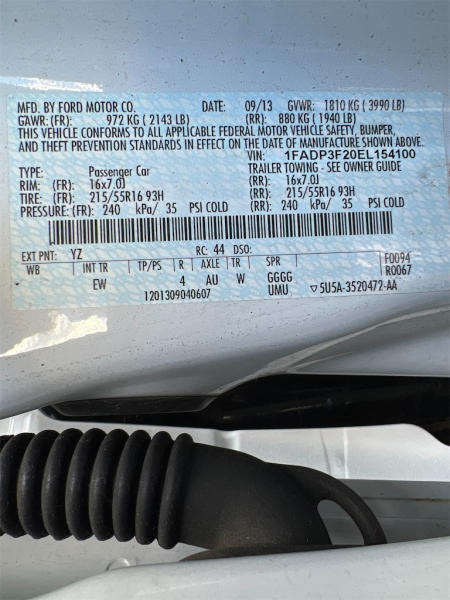 MFD. BY FORD MOTOR CO. DATE: 09/13 GVWR: 1810 KG ( 3990 LB)
GAWR:(FR): 972 KG ( 2143 LB) (RR): 880 KG ( 1940 LB)
THIS VEHICLE CONFORMS TO ALL APPLICABLE FEDERAL MOTOR VEHICLE SAFETY, BUMPER,
AND THEFT PREVENTION STANDARDS IN EFFECT ON THE DATE OF MANUFACTURE SHOWN ABOVE.
VIN: 1FADP3F20EL154100
TYPE: Passenger Car TRAILER TOWING - SEE OWNER GUIDE
RIM: (FR): 16x7.0J (RR): 16x7.0J
TIRE: (FR): 215/55R16 93H (RR): 215/55R16 93H
PRESSURE: (FR): 240 kPa/ 35 PSI COLD (RR): 240 kPa/ 35 PSI COLD
EXT PNT: YZ RC: 44 DSO: F0094
WB INT TR TP/PS R AXLE TR SPR R0067
EW 4 AU W GGGG
1201309040607 UMU ▽5U5A-3520472-AA